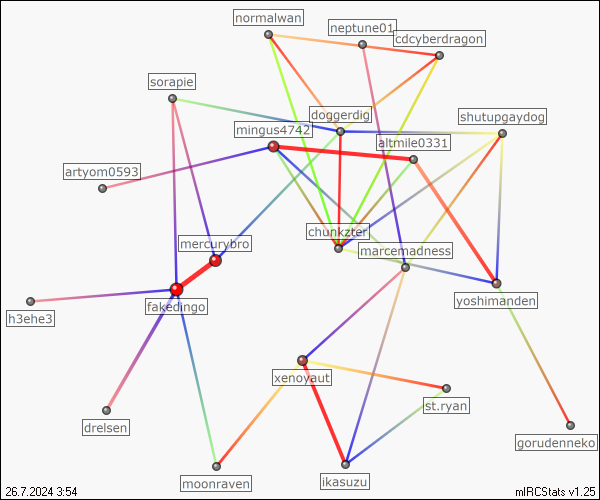 normalwan
neptune01
cdcyberdragon
sorapie
doggerdig
shutupgaydog
mingus4742
altmile0331
artyom0593
chunkzter
mercurybro
marcemadness
fakedingo
yoshimanden
h3ehe3
xenoyaut
st.ryan
drelsen
gorudenneko
moonraven
ikasuzu
26.7.2024 3:54
mIRCStats v1.25